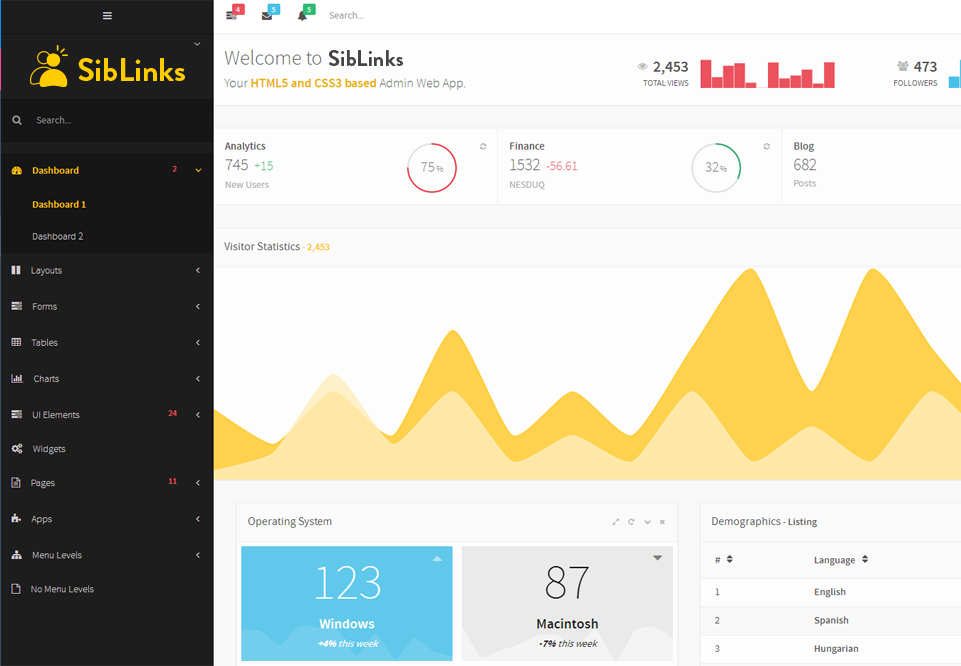 4 5 5 Search...
SibLinks
Search...
Dashboard 2
Dashboard 1
Dashboard 2
Layouts
Forms
Tables
Charts
UI Elements 24
Widgets
Pages 11
Apps
Menu Levels
No Menu Levels
Welcome to SibLinks
Your HTML5 and CSS3 based Admin Web App.
2,453
TOTAL VIEWS
473
FOLLOWERS
Analytics
745 +15
New Users
75%
Finance
1532 -56.61
NESDUQ
32%
Blog
682
Posts
Visitor Statistics - 2,453
Operating System
123
Windows
+4% this week
87
Macintosh
-7% this week
Demographics - Listing
# Language
1 English
2 Spanish
3 Hungarian